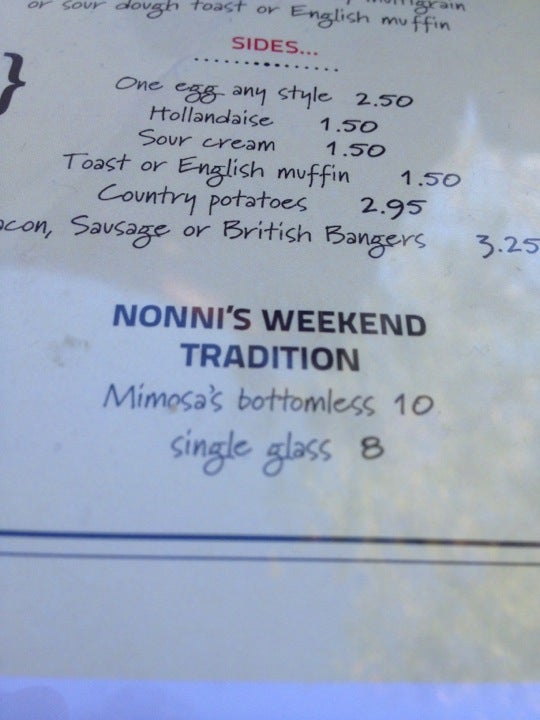 or sour dough toast or English muffin
SIDES...
One egg any style 2.50
Hollandaise 1.50
Sour cream 1.50
Toast or English muffin 1.50
Country potatoes 2.95
acon, Sausage or British Bangers 3.25
NONNI'S WEEKEND
TRADITION
Mimosa's bottomless 10
single glass 8